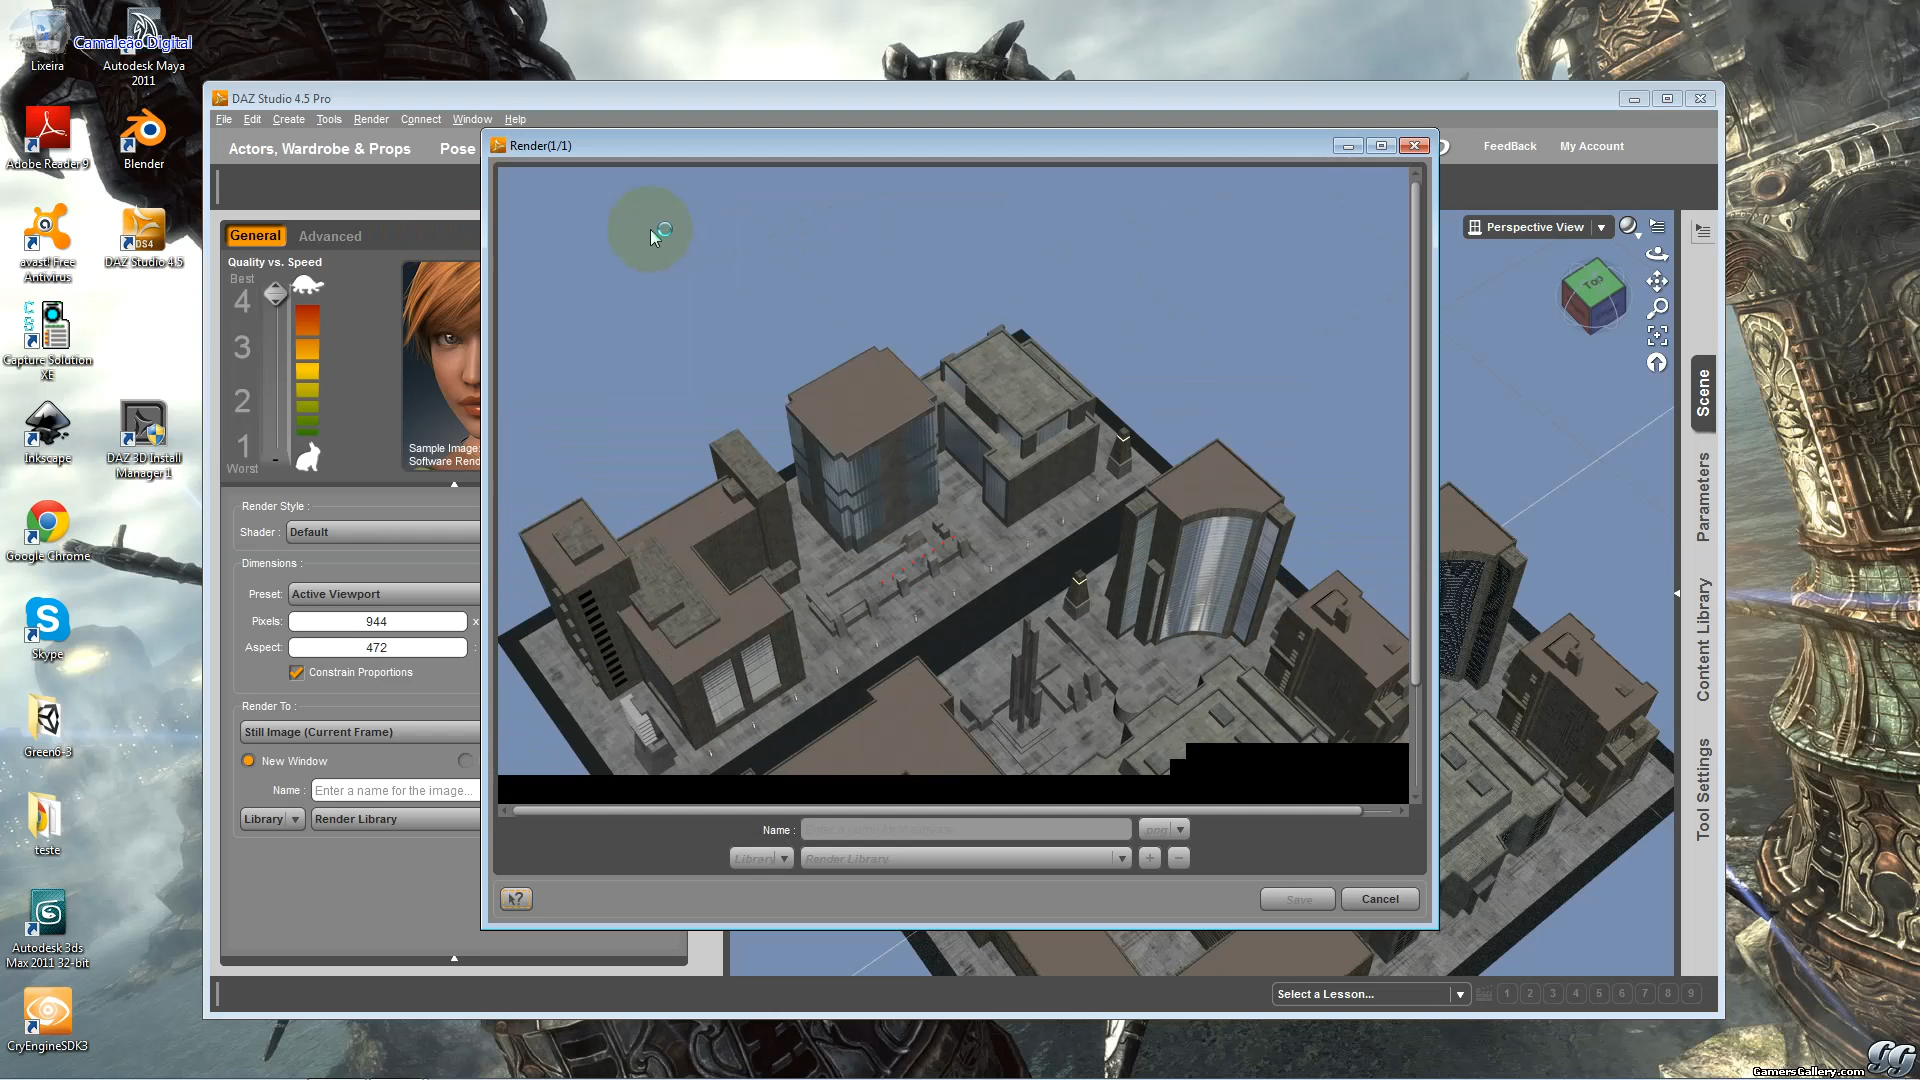 Camaleão Digital
Lixeira
Autodesk Maya
2011
Adobe Reader 9
Blender
avast! Free
Antivirus
DS4
DAZ Studio 4.5
Capture Solution
XE
Inkscape
DAZ 3D Install
Manager 1
Google Chrome
Skype
Green6-3
teste
Autodesk 3ds
Max 2011 32-bit
CryEngineSDK3
DAZ Studio 4.5 Pro
File Edit Create Tools Render Connect Window Help
Actors, Wardrobe & Props Pose
FeedBack My Account
General Advanced
Quality vs. Speed
Best
4
3
2
1
Worst
Sample Image:
Software Rend
Render Style :
Shader : Default
Dimensions :
Preset: Active Viewport
Pixels: 944 x
Aspect: 472 :
Constrain Proportions
Render To :
Still Image (Current Frame)
New Window
Name : Enter a name for the image...
Library Render Library
Render(1/1)
Name : png
Library Render Library
+ −
? Save Cancel
Perspective View
Top
Scene
Parameters
Content Library
Tool Settings
Select a Lesson... 1 2 3 4 5 6 7 8 9
GG
GamersGallery.com